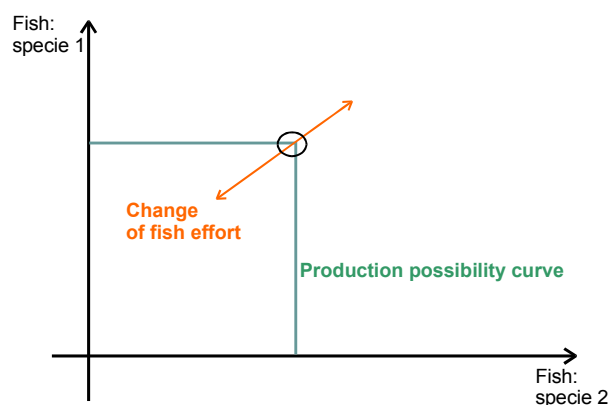 Fish:
specie 1
Change
of fish effort
Production possibility curve
Fish:
specie 2